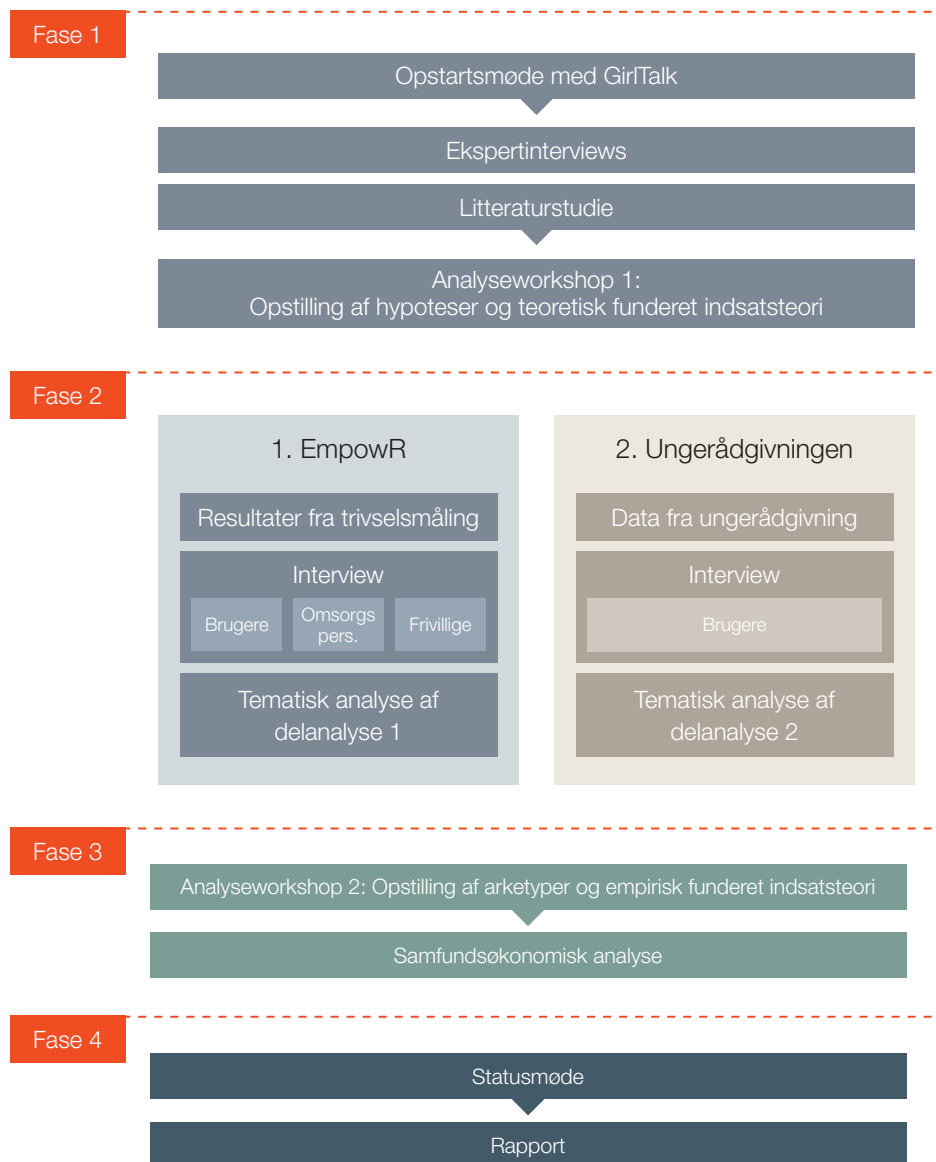 Fase 1
Opstartsmøde med GirlTalk
Ekspertinterviews
Litteraturstudie
Analyseworkshop 1:
Opstilling af hypoteser og teoretisk funderet indsatsteori
Fase 2
1. EmpowR
Resultater fra trivselsmåling
Interview
Brugere
Omsorgs
pers.
Frivillige
Tematisk analyse af
delanalyse 1
2. Ungerådgivningen
Data fra ungerådgivning
Interview
Brugere
Tematisk analyse af
delanalyse 2
Fase 3
Analyseworkshop 2: Opstilling af arketyper og empirisk funderet indsatsteori
Samfundsøkonomisk analyse
Fase 4
Statusmøde
Rapport